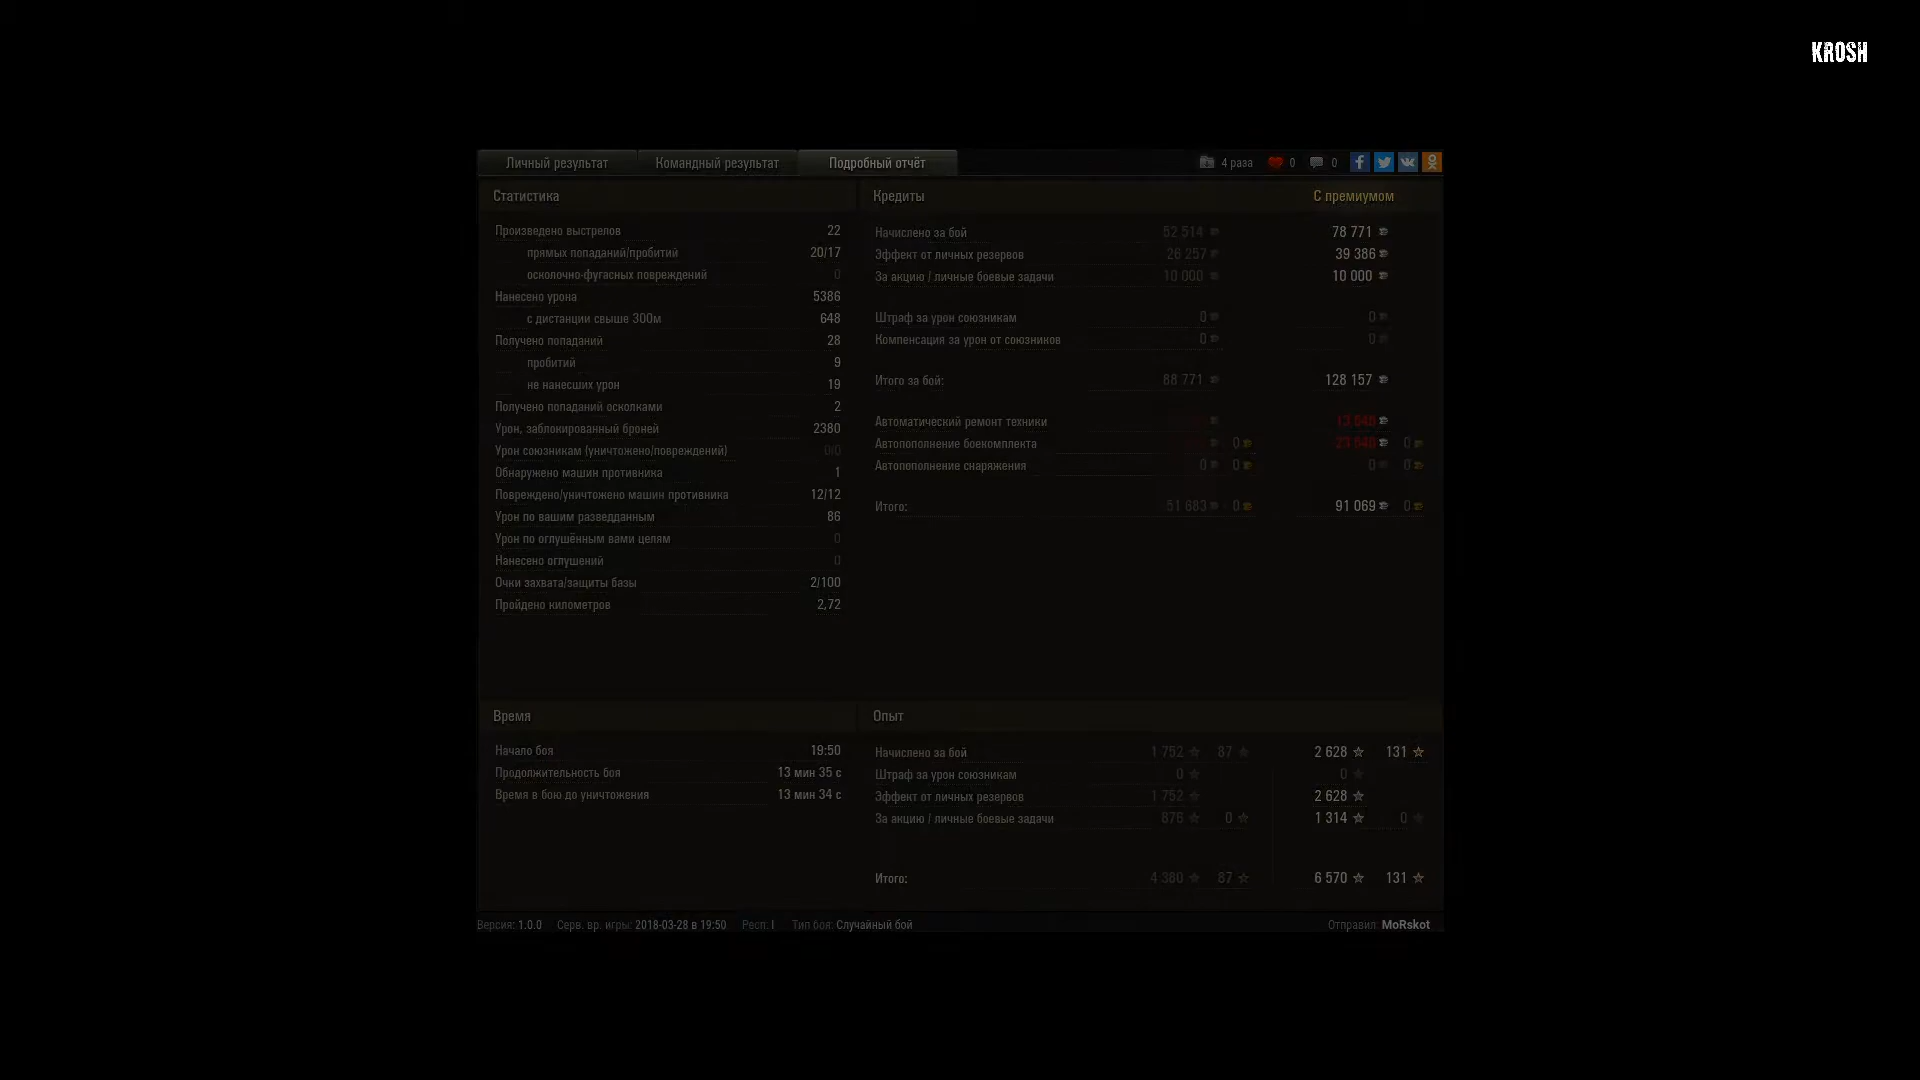 KROSH
Личный результат Командный результат Подробный отчёт 4 раза 0 0
Статистика
Произведено выстрелов 22
прямых попаданий/пробитий 20/17
осколочно-фугасных повреждений 0
Нанесено урона 5386
с дистанции свыше 300м 648
Получено попаданий 28
пробитий 9
не нанесших урон 19
Получено попаданий осколками 2
Урон, заблокированный броней 2380
Урон союзникам (уничтожено/повреждений) 0/0
Обнаружено машин противника 1
Повреждено/уничтожено машин противника 12/12
Урон по вашим разведданным 86
Урон по оглушённым вами целям 0
Нанесено оглушений 0
Очки захвата/защиты базы 2/100
Пройдено километров 2,72
Кредиты С премиумом
Начислено за бой 52 514 78 771
Эффект от личных резервов 26 257 39 386
За акцию / личные боевые задачи 10 000 10 000
Штраф за урон союзникам 0 0
Компенсация за урон от союзников 0 0
Итого за бой: 88 771 128 157
Автоматический ремонт техники
Автопополнение боекомплекта 0 0
Автопополнение снаряжения 0 0 0 0
Итого: 51 683 0 91 069 0
Время
Начало боя 19:50
Продолжительность боя 13 мин 35 с
Время в бою до уничтожения 13 мин 34 с
Опыт
Начислено за бой 1 752 87 2 628 131
Штраф за урон союзникам 0 0
Эффект от личных резервов 1 752 2 628
За акцию / личные боевые задачи 876 0 1 314 0
Итого: 4 380 87 6 570 131
Версия: 1.0.0 Серв. вр. игры: 2018-03-28 в 19:50 Респ: I Тип боя: Случайный бой Отправил: MoRskot